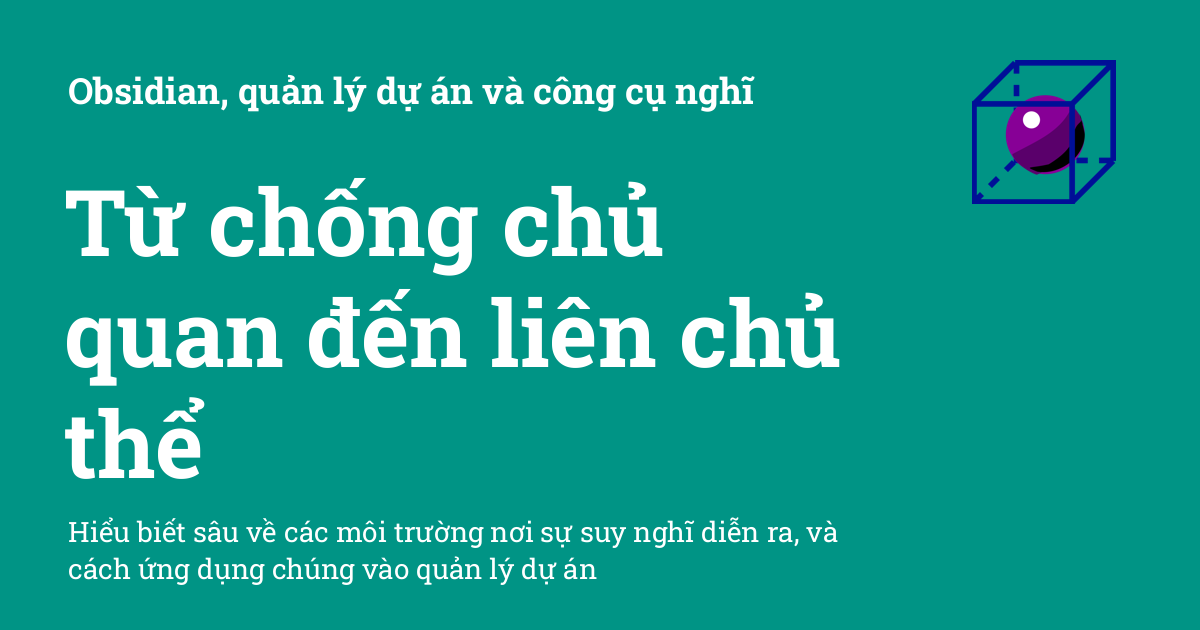 Obsidian, quản lý dự án và công cụ nghĩ
Từ chống chủ
quan đến liên chủ
thể
Hiểu biết sâu về các môi trường nơi sự suy nghĩ diễn ra, và
cách ứng dụng chúng vào quản lý dự án